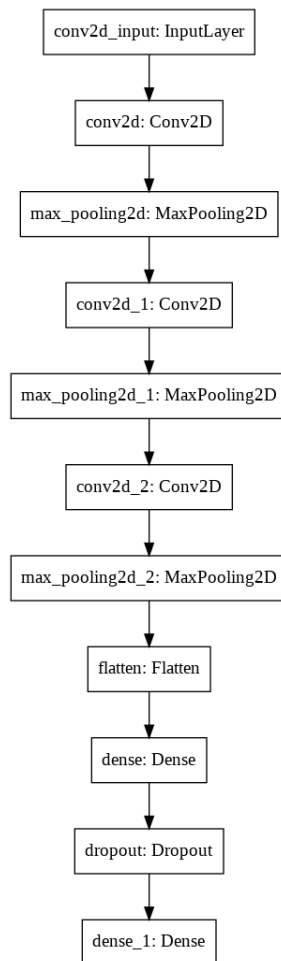 conv2d_input: InputLayer
conv2d: Conv2D
max_pooling2d: MaxPooling2D
conv2d_1: Conv2D
max_pooling2d_1: MaxPooling2D
conv2d_2: Conv2D
max_pooling2d_2: MaxPooling2D
flatten: Flatten
dense: Dense
dropout: Dropout
dense_1: Dense